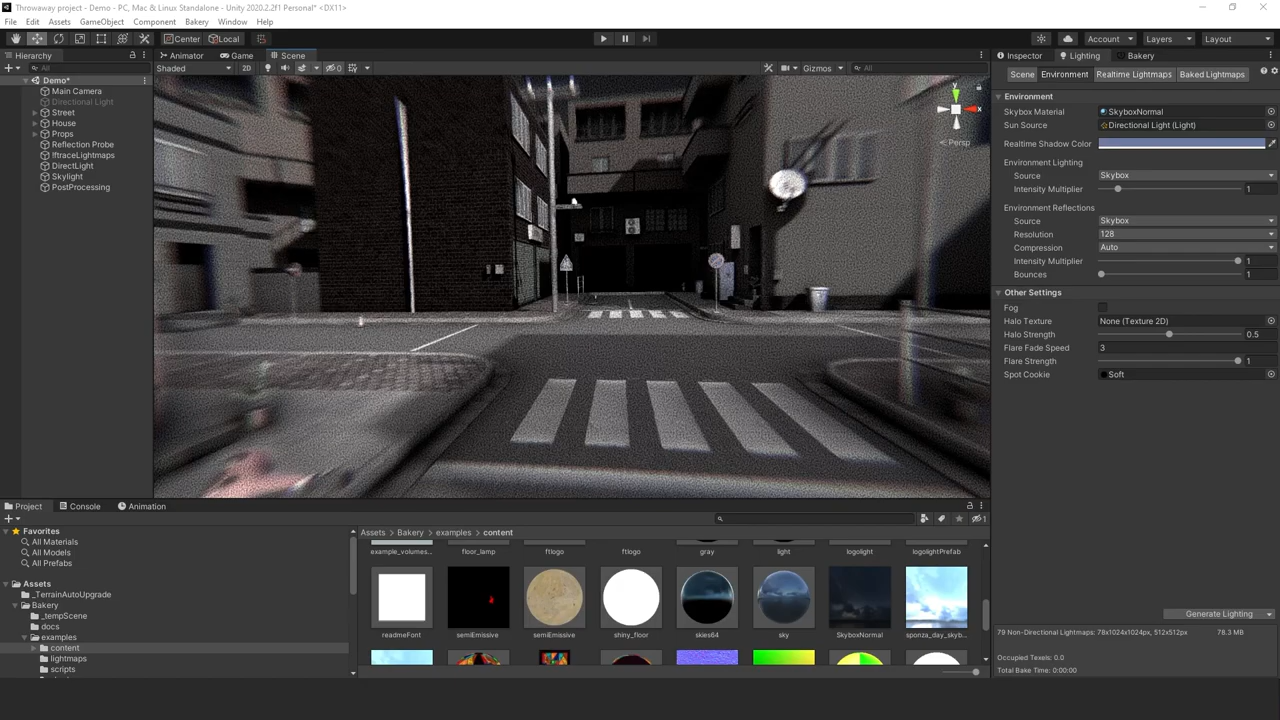 Throwaway project - Demo - PC, Mac & Linux Standalone - Unity 2020.2.2f1 Personal* <DX11>
File Edit Assets GameObject Component Bakery Window Help
Center Local Account Layers Layout
Hierarchy
All
Demo*
Main Camera
Directional Light
Street
House
Props
Reflection Probe
!ftraceLightmaps
DirectLight
Skylight
PostProcessing
Animator Game Scene
Shaded 2D 0 Gizmos All
y
x
< Persp
Inspector Lighting Bakery
Scene Environment Realtime Lightmaps Baked Lightmaps
Environment
Skybox Material SkyboxNormal
Sun Source Directional Light (Light)
Realtime Shadow Color
Environment Lighting
Source Skybox
Intensity Multiplier 1
Environment Reflections
Source Skybox
Resolution 128
Compression Auto
Intensity Multiplier 1
Bounces 1
Other Settings
Fog
Halo Texture None (Texture 2D)
Halo Strength 0.5
Flare Fade Speed 3
Flare Strength 1
Spot Cookie Soft
Generate Lighting
79 Non-Directional Lightmaps: 78x1024x1024px, 512x512px 78.3 MB
Occupied Texels: 0.0
Total Bake Time: 0:00:00
Project Console Animation
1
Favorites
All Materials
All Models
All Prefabs
Assets
_TerrainAutoUpgrade
Bakery
_tempScene
docs
examples
content
lightmaps
scripts
Assets Bakery examples content
example_volumes... floor_lamp ftlogo ftlogo gray light logolight logolightPrefab
readmeFont semiEmissive semiEmissive shiny_floor skies64 sky SkyboxNormal sponza_day_skyb...